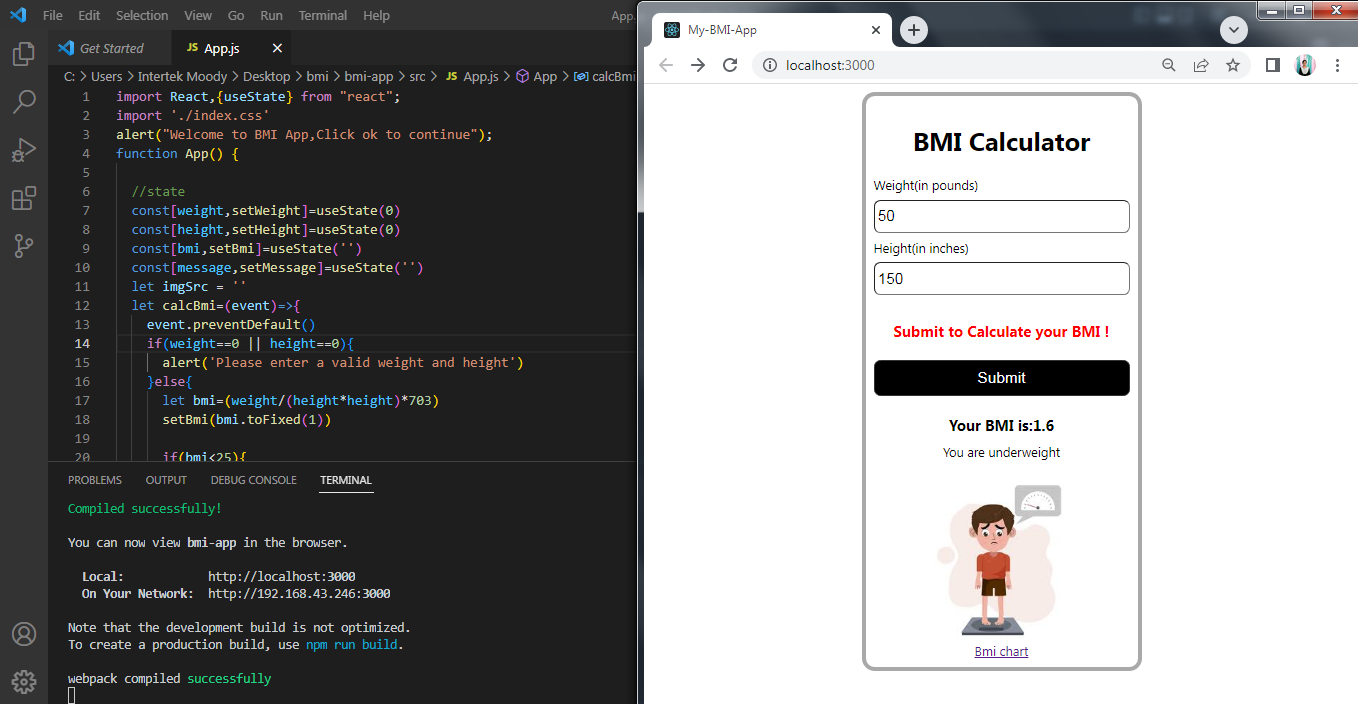 File Edit Selection View Go Run Terminal Help App.
Get Started JS App.js
C: > Users > Intertek Moody > Desktop > bmi > bmi-app > src > JS App.js > App > calcBmi
1 import React,{useState} from "react";
2 import './index.css'
3 alert("Welcome to BMI App,Click ok to continue");
4 function App() {
5
6 //state
7 const[weight,setWeight]=useState(0)
8 const[height,setHeight]=useState(0)
9 const[bmi,setBmi]=useState('')
10 const[message,setMessage]=useState('')
11 let imgSrc = ''
12 let calcBmi=(event)=>{
13 event.preventDefault()
14 if(weight==0 || height==0){
15 alert('Please enter a valid weight and height')
16 }else{
17 let bmi=(weight/(height*height)*703)
18 setBmi(bmi.toFixed(1))
19
20 if(bmi<25){
PROBLEMS OUTPUT DEBUG CONSOLE TERMINAL
Compiled successfully!
You can now view bmi-app in the browser.
Local: http://localhost:3000
On Your Network: http://192.168.43.246:3000
Note that the development build is not optimized.
To create a production build, use npm run build.
webpack compiled successfully
My-BMI-App
localhost:3000
BMI Calculator
Weight(in pounds)
50
Height(in inches)
150
Submit to Calculate your BMI !
Submit
Your BMI is:1.6
You are underweight
Bmi chart